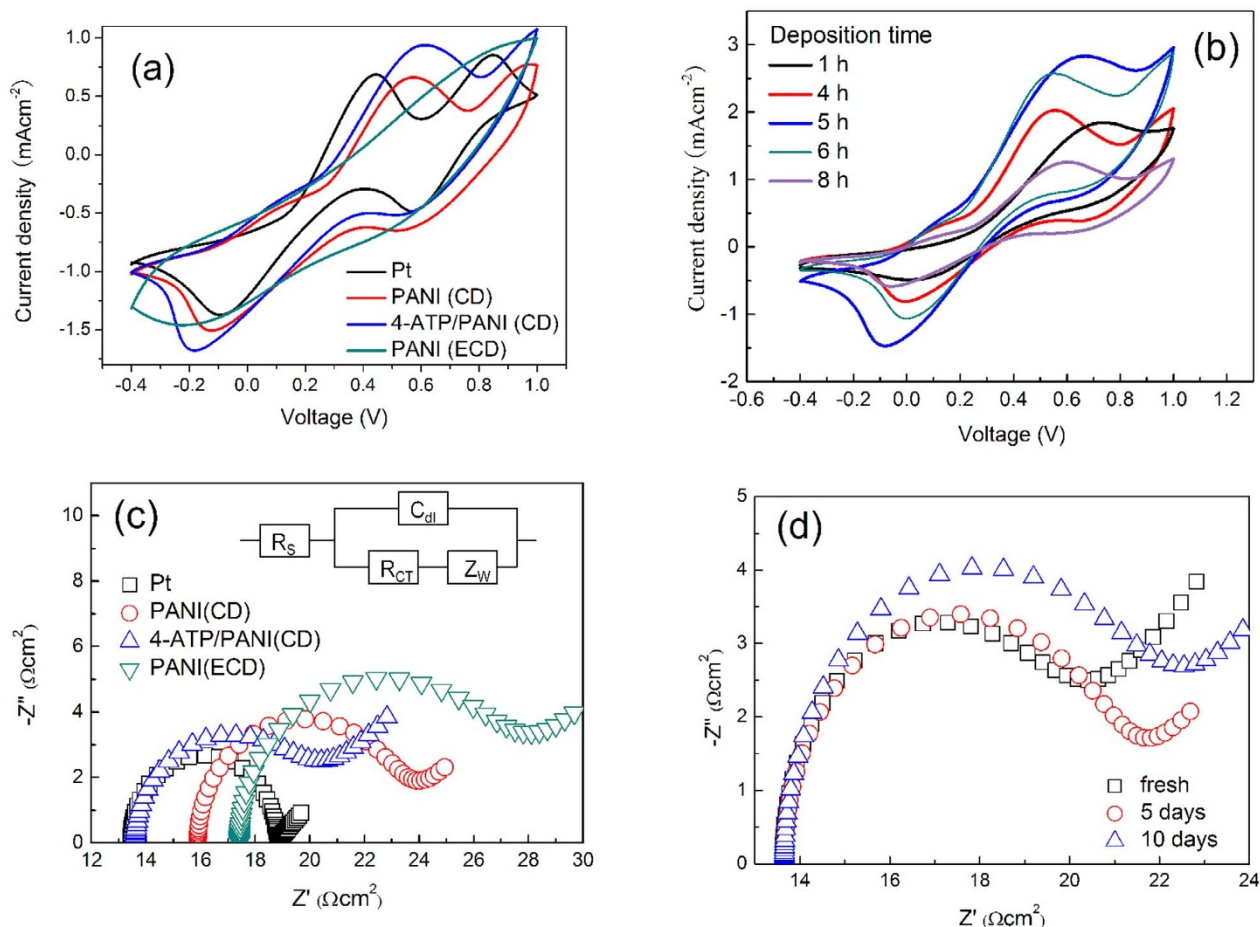 (a)
Current density (mAcm⁻²)
1.0
0.5
0.0
-0.5
-1.0
-1.5
-0.4 -0.2 0.0 0.2 0.4 0.6 0.8 1.0
Voltage (V)
Pt
PANI (CD)
4-ATP/PANI (CD)
PANI (ECD)
(b)
Current density (mAcm⁻²)
3
2
1
0
-1
-2
-0.6 -0.4 -0.2 0.0 0.2 0.4 0.6 0.8 1.0 1.2
Voltage (V)
Deposition time
1 h
4 h
5 h
6 h
8 h
(c)
-Z" (Ωcm²)
10
8
6
4
2
0
12 14 16 18 20 22 24 26 28 30
Z' (Ωcm²)
C_dl
R_S
R_CT Z_W
Pt
PANI(CD)
4-ATP/PANI(CD)
PANI(ECD)
(d)
-Z" (Ωcm²)
5
4
3
2
1
0
14 16 18 20 22 24
Z' (Ωcm²)
fresh
5 days
10 days